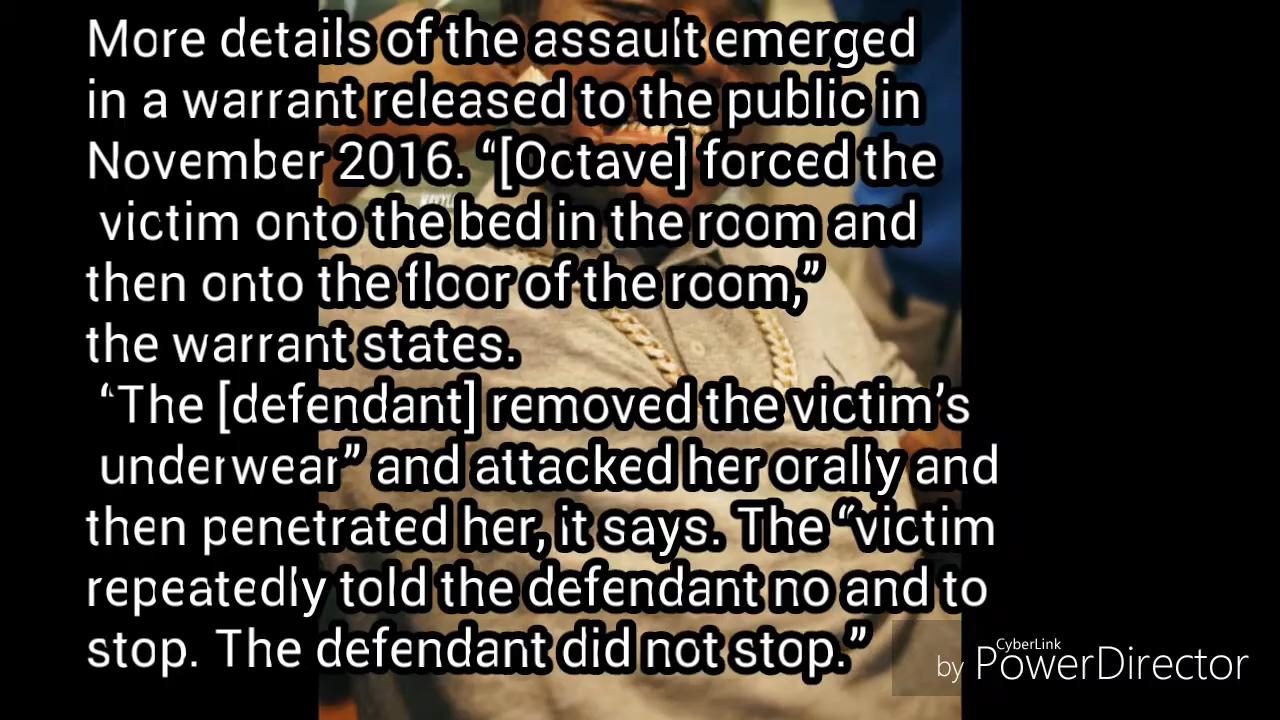 More details of the assault emerged
in a warrant released to the public in
November 2016. “[Octave] forced the
victim onto the bed in the room and
then onto the floor of the room,”
the warrant states.
“The [defendant] removed the victim’s
underwear” and attacked her orally and
then penetrated her, it says. The “victim
repeatedly told the defendant no and to
stop. The defendant did not stop.”
CyberLink
by PowerDirector